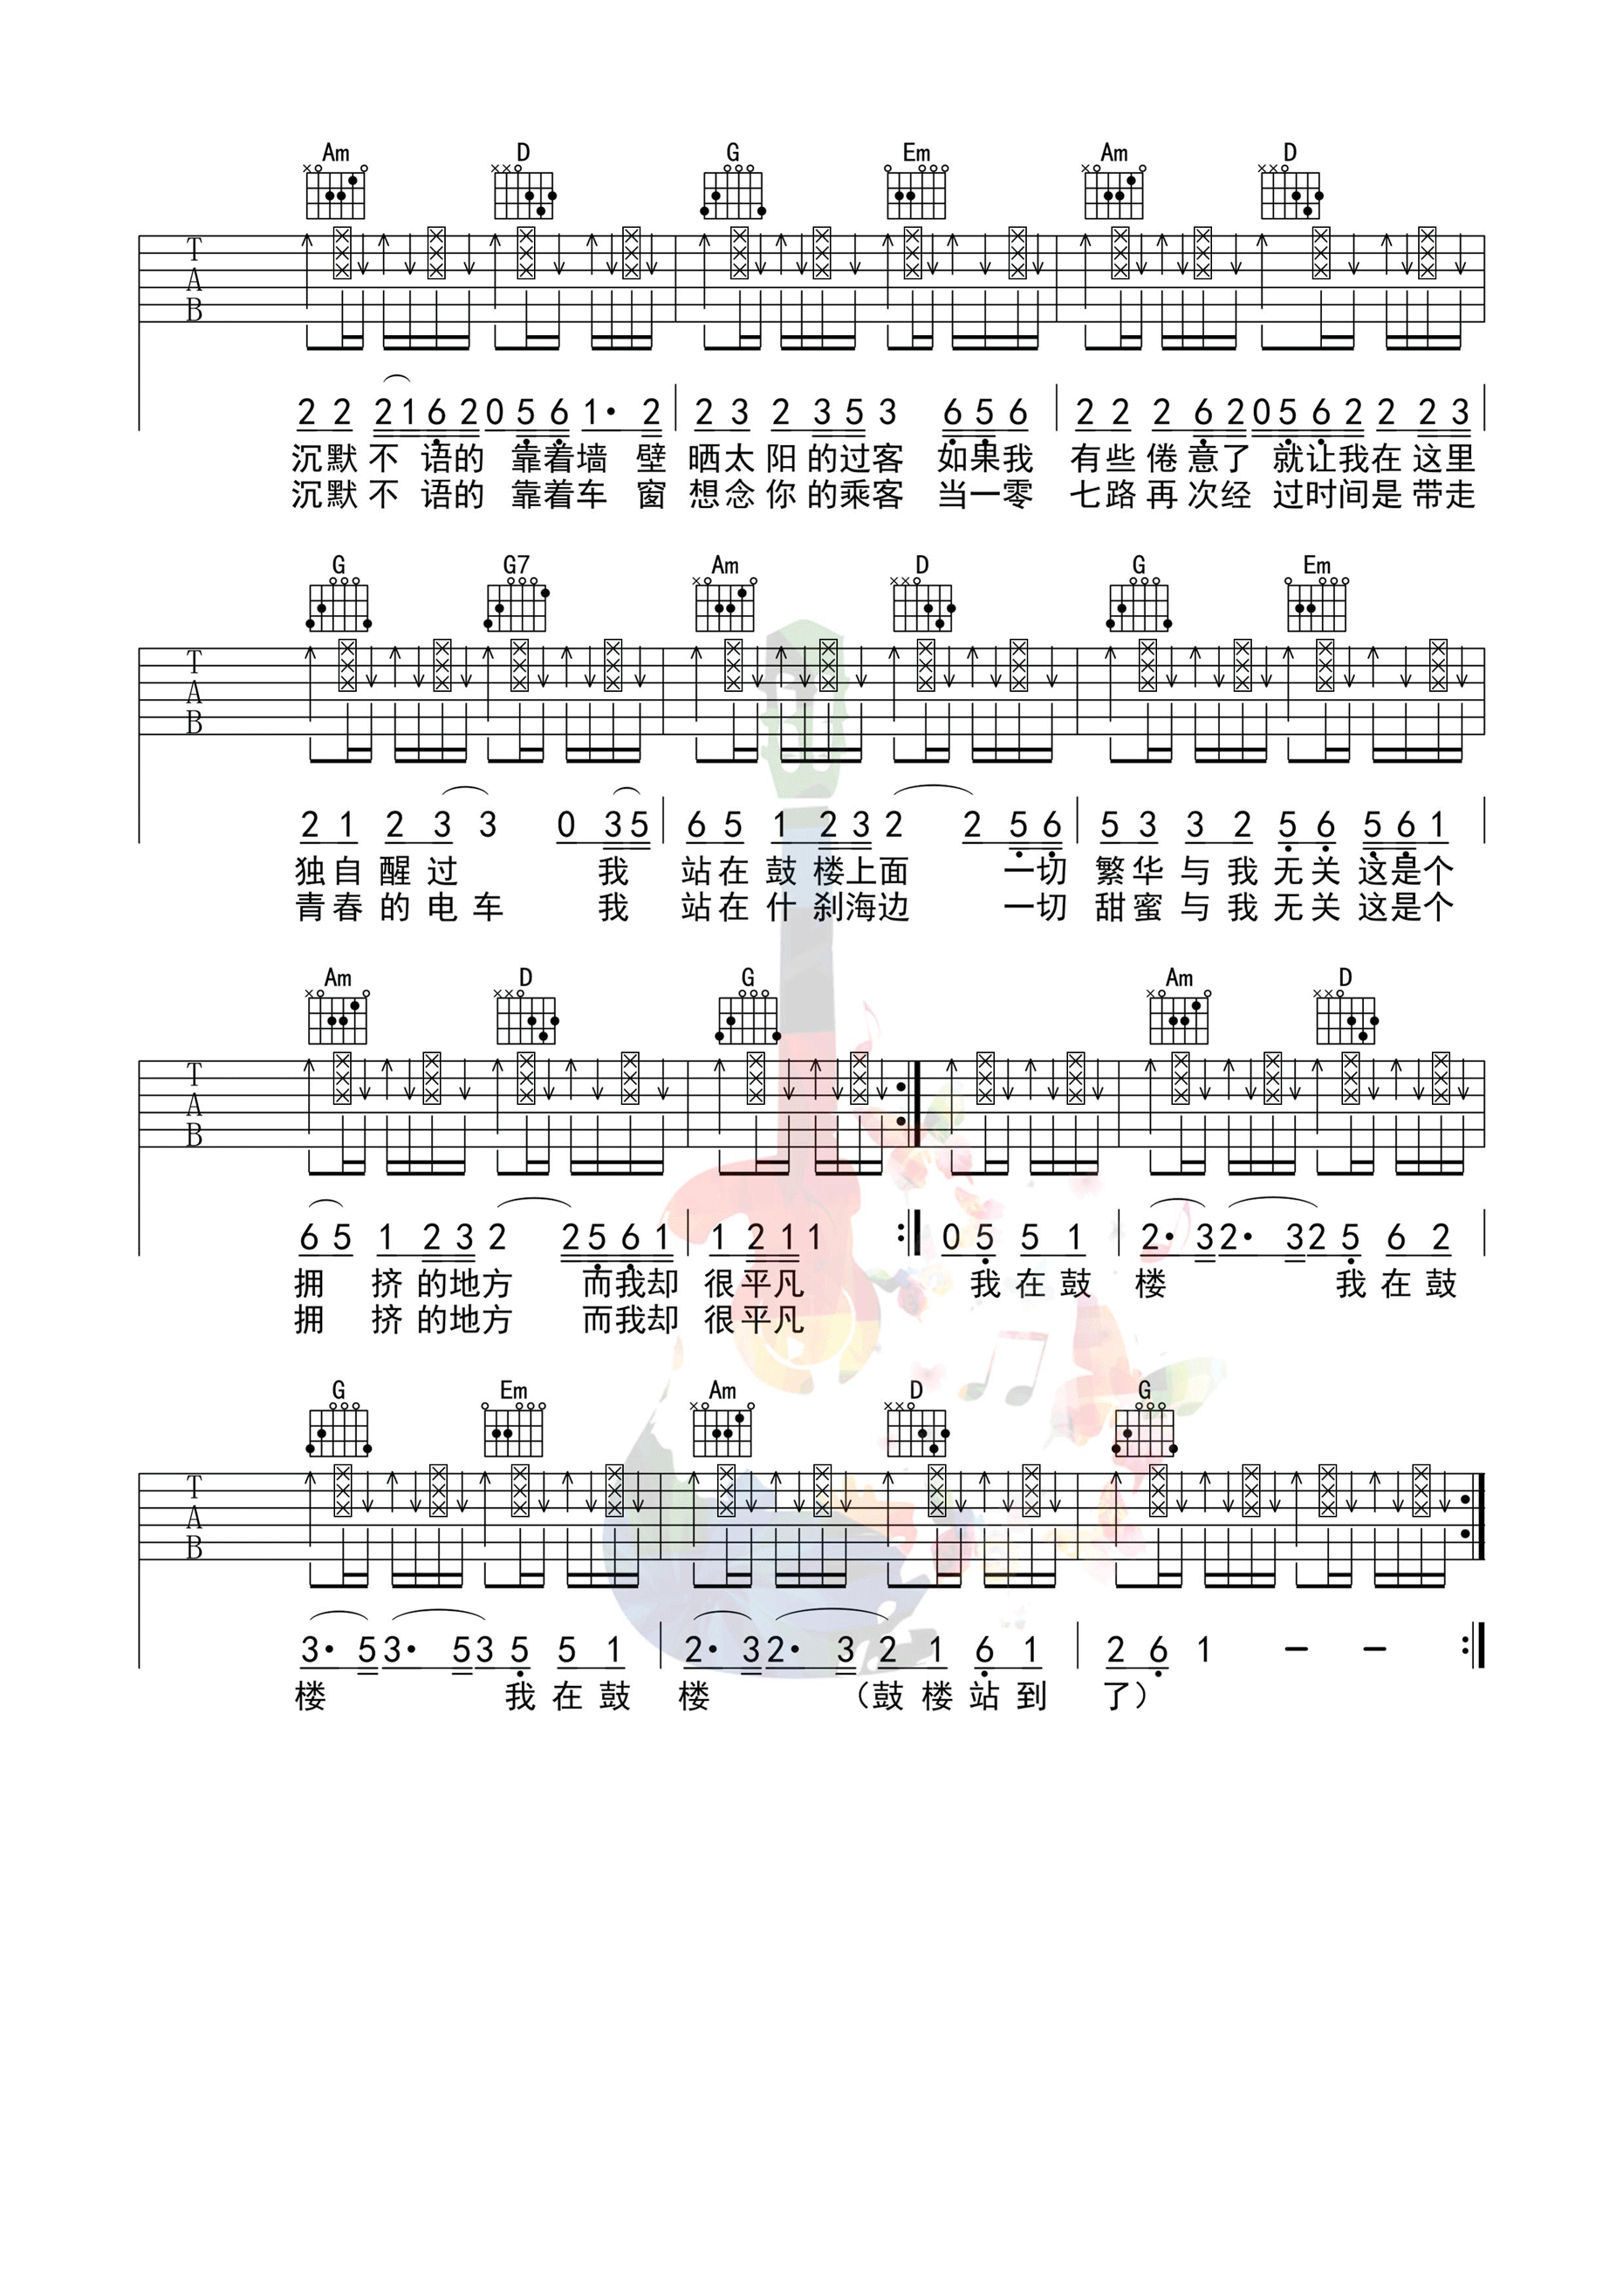 Am D G Em Am D
T
A
B
2 2 2 1 6 2 0 5 6 1· 2 2 3 2 3 5 3 6 5 6 2 2 2 6 2 0 5 6 2 2 2 3
沉默不语的 靠着墙 壁 晒太阳的过客 如果我 有些倦意了 就让我在这里
沉默不语的 靠着车 窗 想念你的乘客 当一零 七路再次经 过时间是带走
G G7 Am D G Em
T
A
B
2 1 2 3 3 0 3 5 6 5 1 2 3 2 2 5 6 5 3 3 2 5 6 5 6 1
独自醒过 我 站在鼓楼上面 一切 繁华与我无关 这是个
青春的电车 我 站在什刹海边 一切 甜蜜与我无关 这是个
Am D G Am D
T
A
B
6 5 1 2 3 2 2 5 6 1 1 2 1 1 0 5 5 1 2· 3 2· 3 2 5 6 2
拥 挤的地方 而我却 很平凡 我在鼓 楼 我在鼓
拥 挤的地方 而我却 很平凡
G Em Am D G
T
A
B
3· 5 3· 5 3 5 5 1 2· 3 2· 3 2 1 6 1 2 6 1 - -
楼 我在鼓 楼 （鼓楼站到 了）